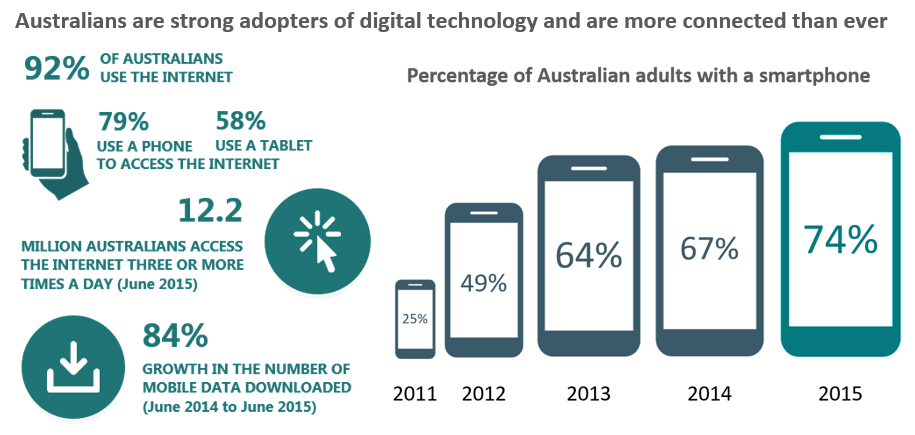 Australians are strong adopters of digital technology and are more connected than ever
92% OF AUSTRALIANS
USE THE INTERNET
79% 58%
USE A PHONE USE A TABLET
TO ACCESS THE INTERNET
12.2
MILLION AUSTRALIANS ACCESS
THE INTERNET THREE OR MORE
TIMES A DAY (June 2015)
84%
GROWTH IN THE NUMBER OF
MOBILE DATA DOWNLOADED
(June 2014 to June 2015)
Percentage of Australian adults with a smartphone
25% 49% 64% 67% 74%
2011 2012 2013 2014 2015